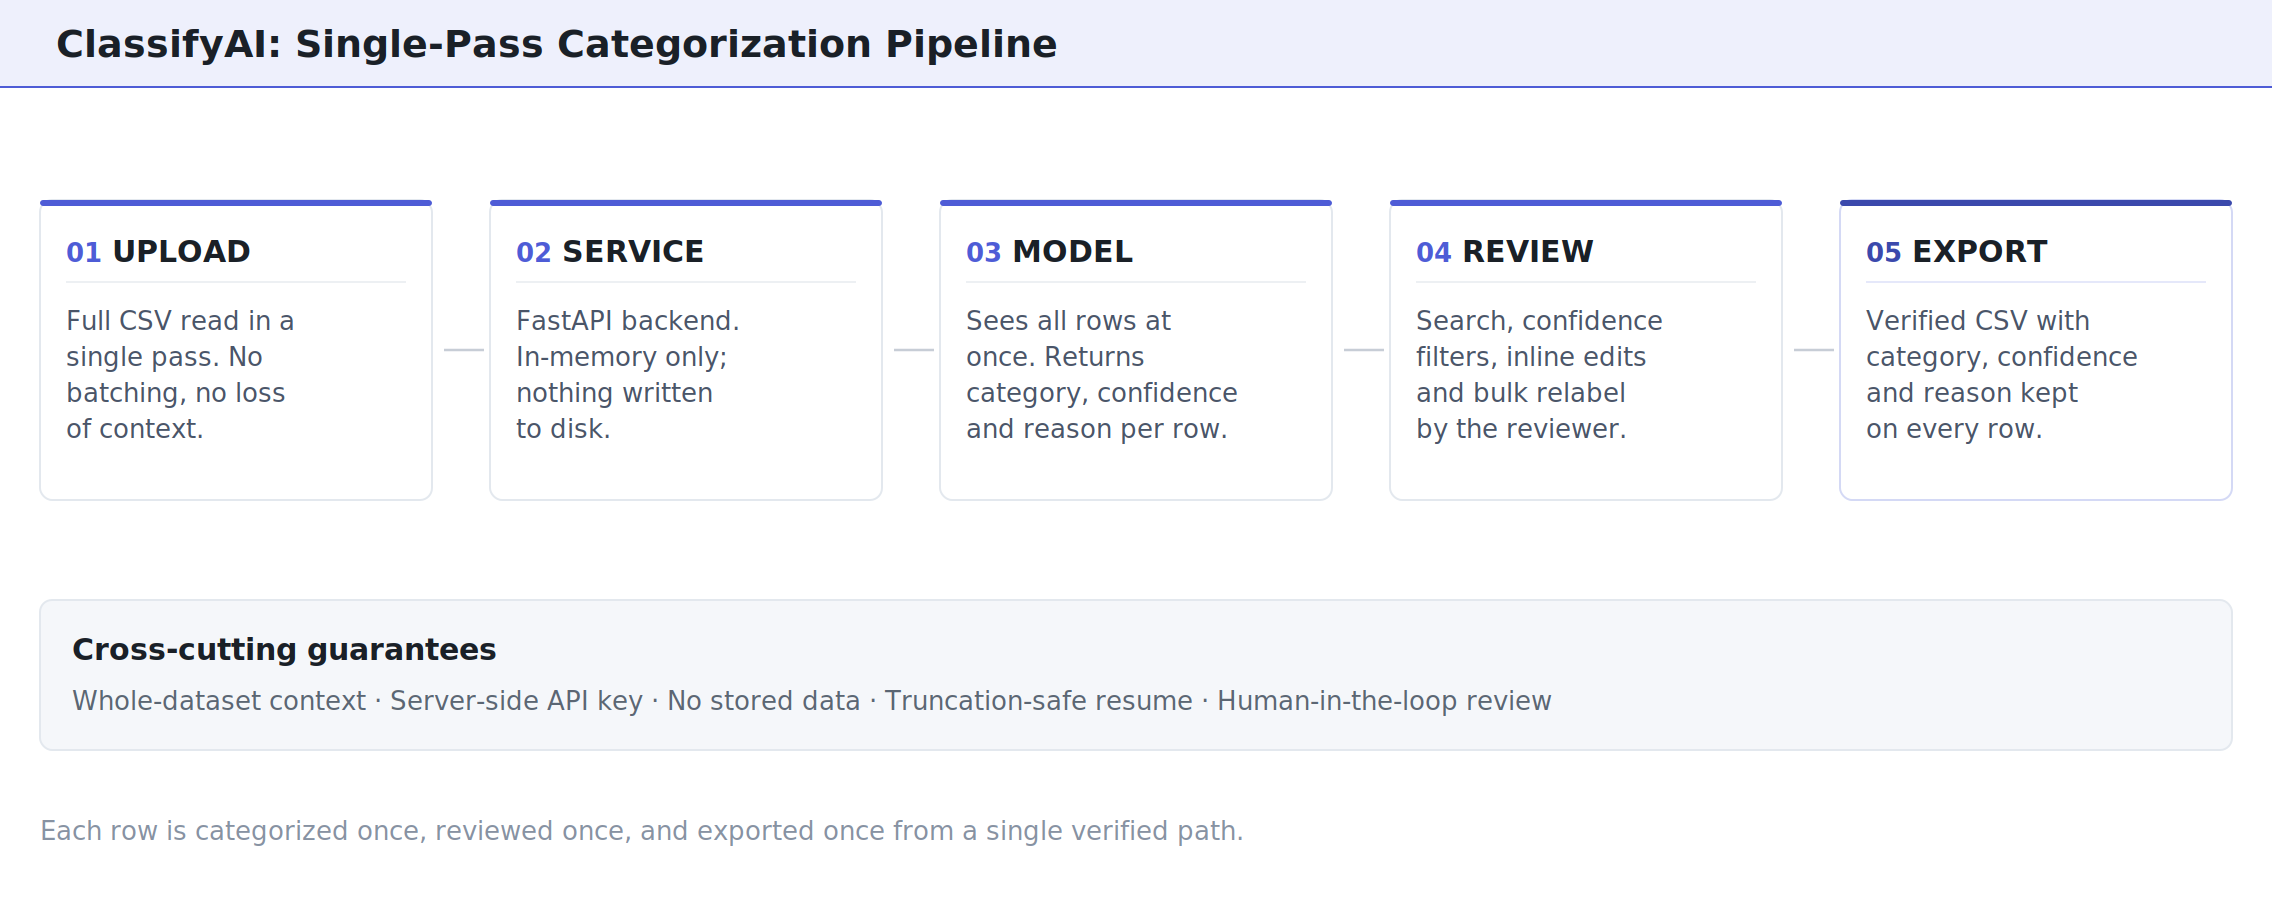 ClassifyAI: Single-Pass Categorization Pipeline
01 UPLOAD
Full CSV read in a
single pass. No
batching, no loss
of context.
02 SERVICE
FastAPI backend.
In-memory only;
nothing written
to disk.
03 MODEL
Sees all rows at
once. Returns
category, confidence
and reason per row.
04 REVIEW
Search, confidence
filters, inline edits
and bulk relabel
by the reviewer.
05 EXPORT
Verified CSV with
category, confidence
and reason kept
on every row.
Cross-cutting guarantees
Whole-dataset context · Server-side API key · No stored data · Truncation-safe resume · Human-in-the-loop review
Each row is categorized once, reviewed once, and exported once from a single verified path.